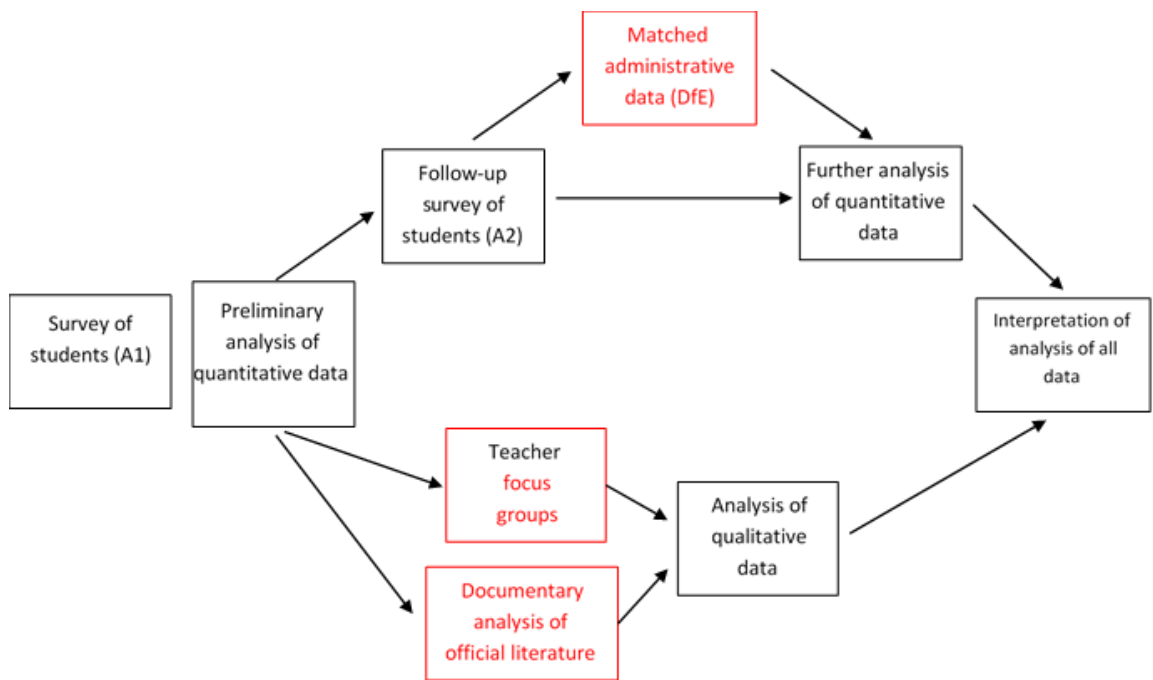 Matched
administrative
data (DfE)
Follow-up
survey of
students (A2)
Further analysis
of quantitative
data
Survey of
students (A1)
Preliminary
analysis of
quantitative data
Interpretation of
analysis of all
data
Teacher
focus
groups
Analysis of
qualitative
data
Documentary
analysis of
official literature